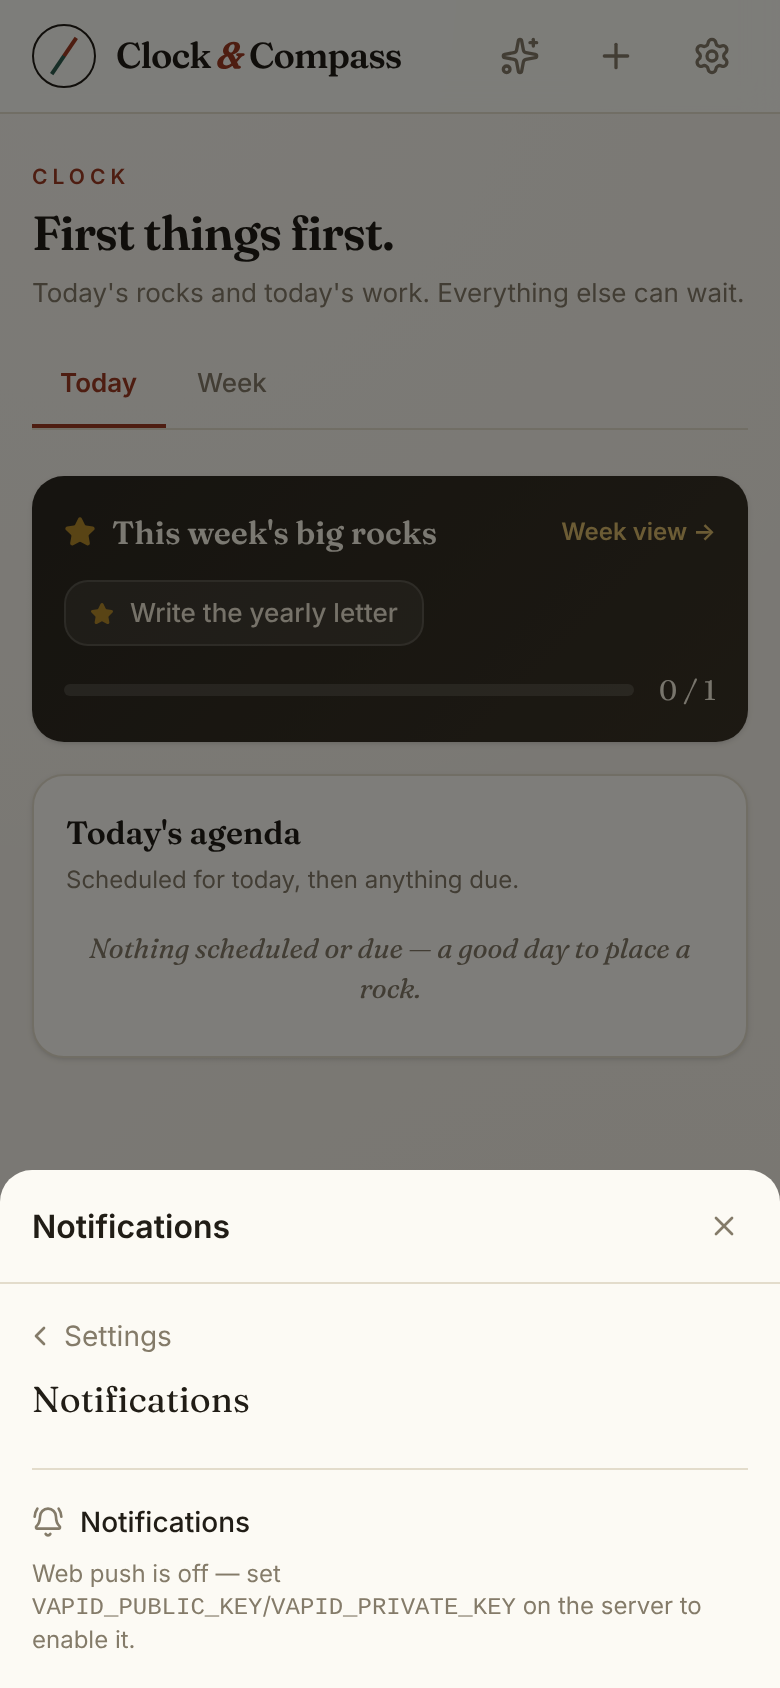 Clock & Compass
CLOCK
First things first.
Today's rocks and today's work. Everything else can wait.
Today
Week
This week's big rocks
Week view →
Write the yearly letter
0 / 1
Today's agenda
Scheduled for today, then anything due.
Nothing scheduled or due — a good day to place a
rock.
Notifications
Settings
Notifications
Notifications
Web push is off — set
VAPID_PUBLIC_KEY/VAPID_PRIVATE_KEY on the server to
enable it.